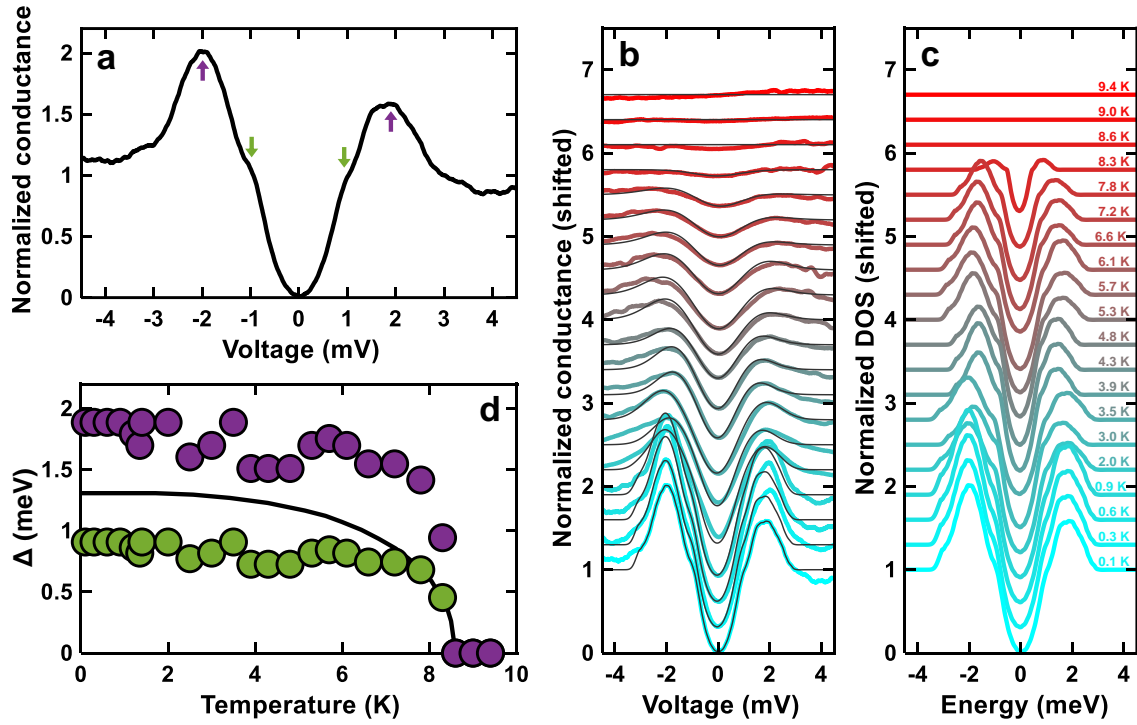 a
Normalized conductance
2
1.5
1
0.5
0
-4 -3 -2 -1 0 1 2 3 4
Voltage (mV)
d
Δ (meV)
2
1.5
1
0.5
0
0 2 4 6 8 10
Temperature (K)
b
Normalized conductance (shifted)
7
6
5
4
3
2
1
0
-4 -2 0 2 4
Voltage (mV)
c
Normalized DOS (shifted)
7
6
5
4
3
2
1
0
9.4 K
9.0 K
8.6 K
8.3 K
7.8 K
7.2 K
6.6 K
6.1 K
5.7 K
5.3 K
4.8 K
4.3 K
3.9 K
3.5 K
3.0 K
2.0 K
0.9 K
0.6 K
0.3 K
0.1 K
-4 -2 0 2 4
Energy (meV)